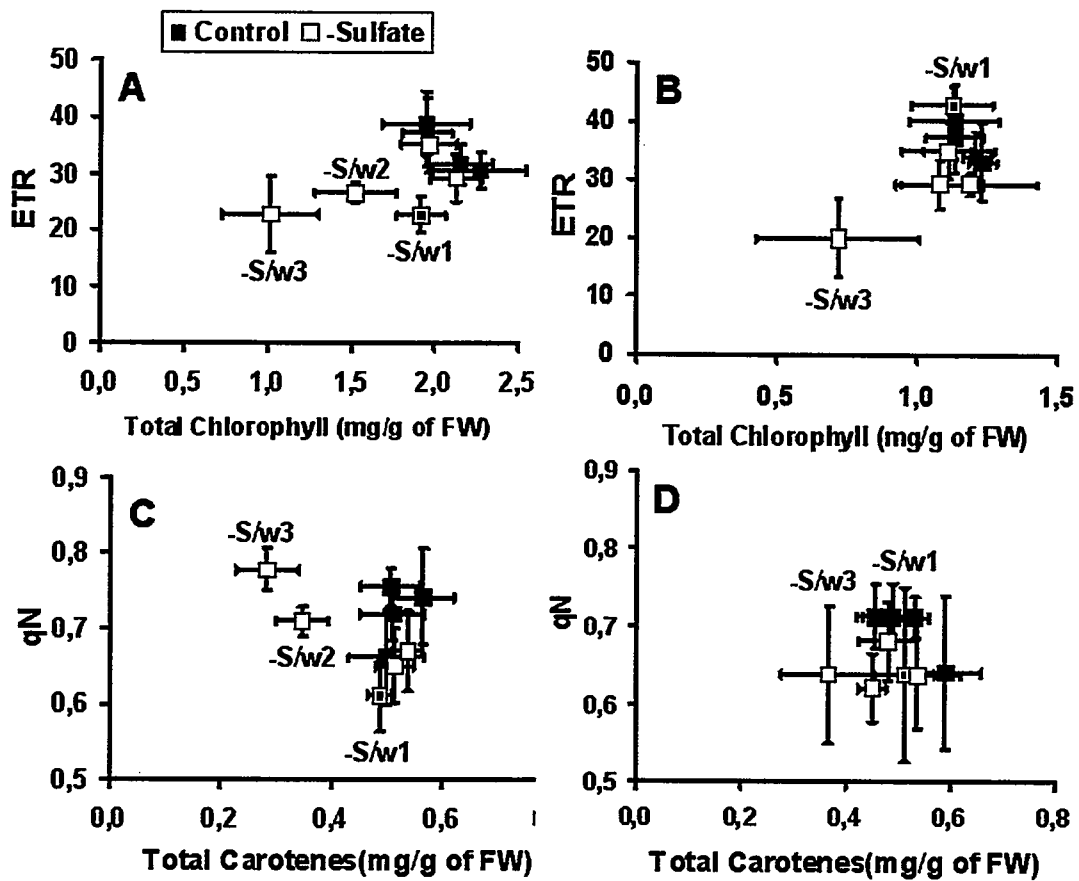 Control -Sulfate
A
50
40
30
20
10
0
ETR
-S/w2
-S/w3
-S/w1
0,0 0,5 1,0 1,5 2,0 2,5
Total Chlorophyll (mg/g of FW)
B
50
40
30
20
10
0
ETR
-S/w1
-S/w3
0,0 0,5 1,0 1,5
Total Chlorophyll (mg/g of FW)
C
0,9
0,8
0,7
0,6
0,5
qN
-S/w3
-S/w2
-S/w1
0,0 0,2 0,4 0,6
Total Carotenes(mg/g of FW)
D
0,9
0,8
0,7
0,6
0,5
qN
-S/w1
-S/w3
0,0 0,2 0,4 0,6 0,8
Total Carotenes(mg/g of FW)